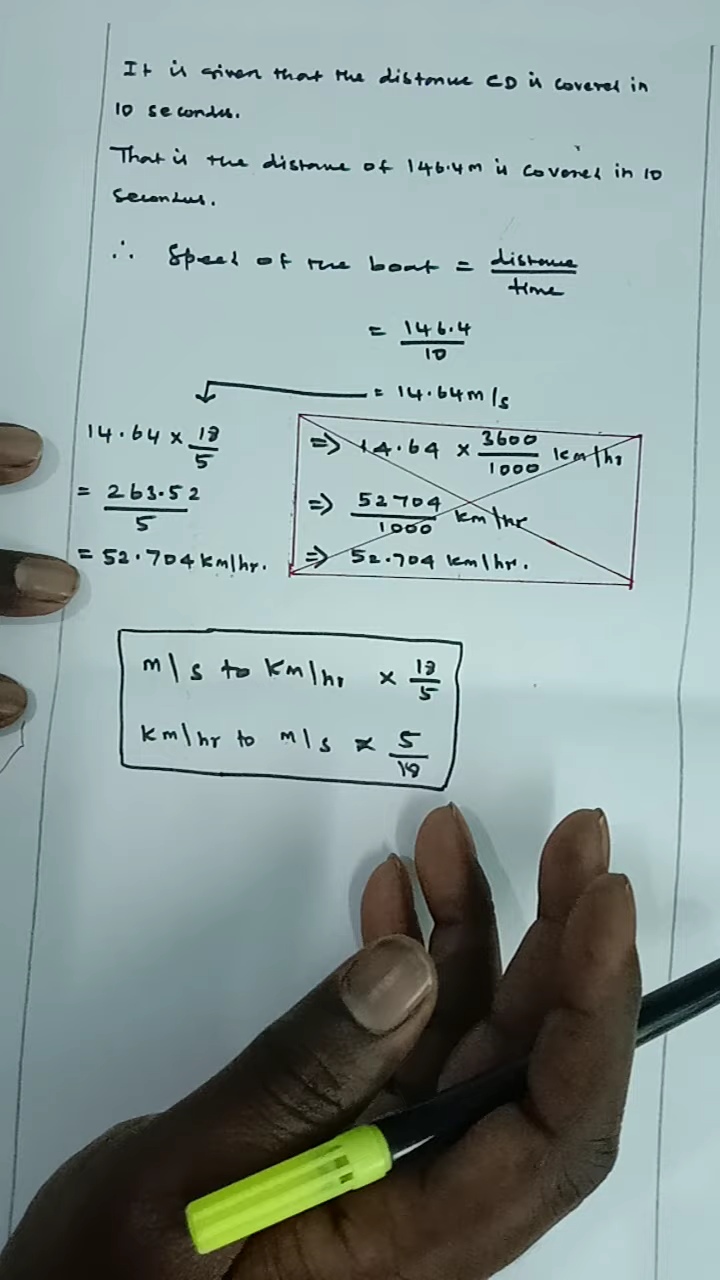 It is given that the distance CD is covered in
10 seconds.
That is the distane of 146.4m is covered in 10
Seconds.
∴ Speed of the boat = distance/time
= 146.4/10
= 14.64 m/s
14.64 × 18/5
= 263.52/5
= 52.704 km/hr.
⇒ 14.64 × 3600/1000 km/hr
⇒ 52704/1000 km/hr
⇒ 52.704 km/hr.
m/s to km/hr × 18/5
km/hr to m/s × 5/18